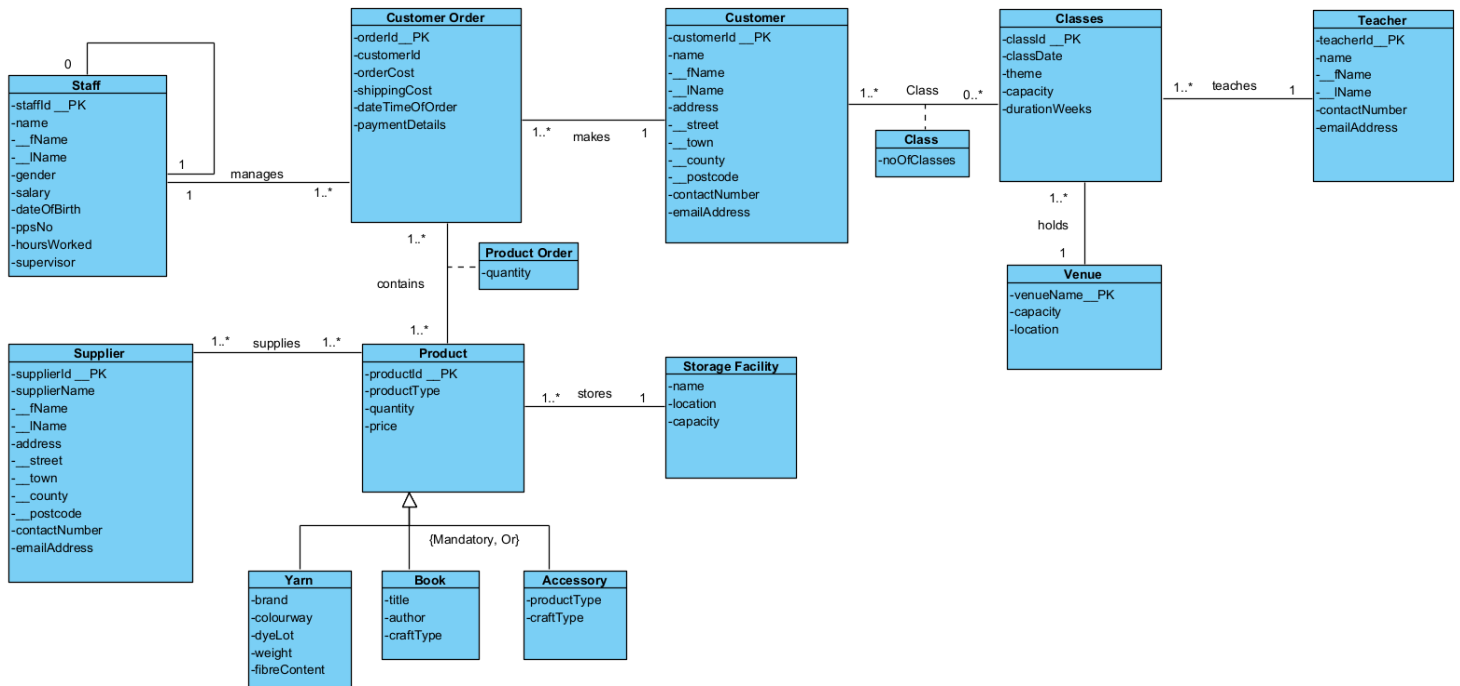 Staff
-staffId __PK
-name
-__fName
-__lName
-gender
-salary
-dateOfBirth
-ppsNo
-hoursWorked
-supervisor
0
1
1
manages
1..*
Customer Order
-orderId__PK
-customerId
-orderCost
-shippingCost
-dateTimeOfOrder
-paymentDetails
1..*
makes
1
Customer
-customerId __PK
-name
-__fName
-__lName
-address
-__street
-__town
-__county
-__postcode
-contactNumber
-emailAddress
1..*
Class
0..*
Class
-noOfClasses
Classes
-classId __PK
-classDate
-theme
-capacity
-durationWeeks
1..*
teaches
1
Teacher
-teacherId__PK
-name
-__fName
-__lName
-contactNumber
-emailAddress
1..*
holds
1
Venue
-venueName__PK
-capacity
-location
1..*
contains
1..*
Product Order
-quantity
Supplier
-supplierId __PK
-supplierName
-__fName
-__lName
-address
-__street
-__town
-__county
-__postcode
-contactNumber
-emailAddress
1..*
supplies
1..*
Product
-productId __PK
-productType
-quantity
-price
1..*
stores
1
Storage Facility
-name
-location
-capacity
{Mandatory, Or}
Yarn
-brand
-colourway
-dyeLot
-weight
-fibreContent
Book
-title
-author
-craftType
Accessory
-productType
-craftType